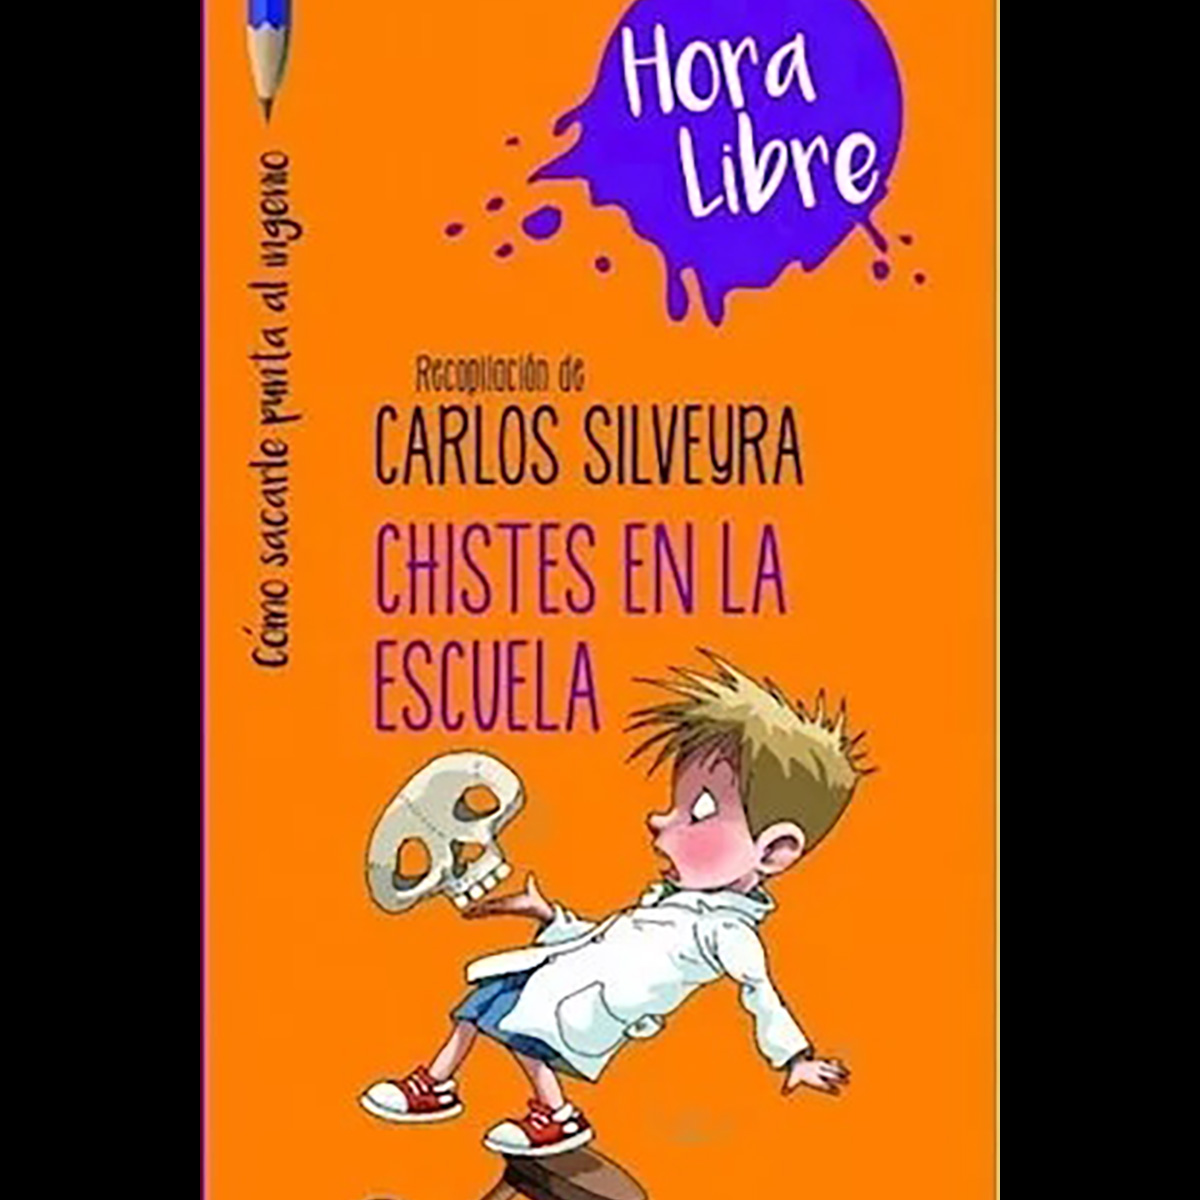 Hora
Libre
Cómo sacarle punta al ingenio
Recopilación de
CARLOS SILVEYRA
CHISTES EN LA
ESCUELA